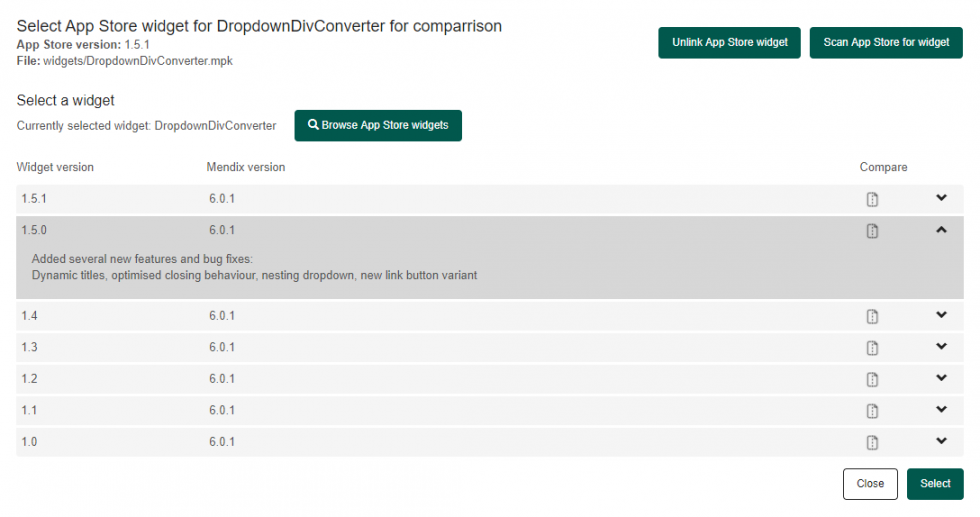 Select App Store widget for DropdownDivConverter for comparrison
App Store version: 1.5.1
File: widgets/DropdownDivConverter.mpk
Unlink App Store widget
Scan App Store for widget
Select a widget
Currently selected widget: DropdownDivConverter
Browse App Store widgets
Widget version Mendix version Compare
1.5.1 6.0.1
1.5.0 6.0.1
Added several new features and bug fixes:
Dynamic titles, optimised closing behaviour, nesting dropdown, new link button variant
1.4 6.0.1
1.3 6.0.1
1.2 6.0.1
1.1 6.0.1
1.0 6.0.1
Close
Select